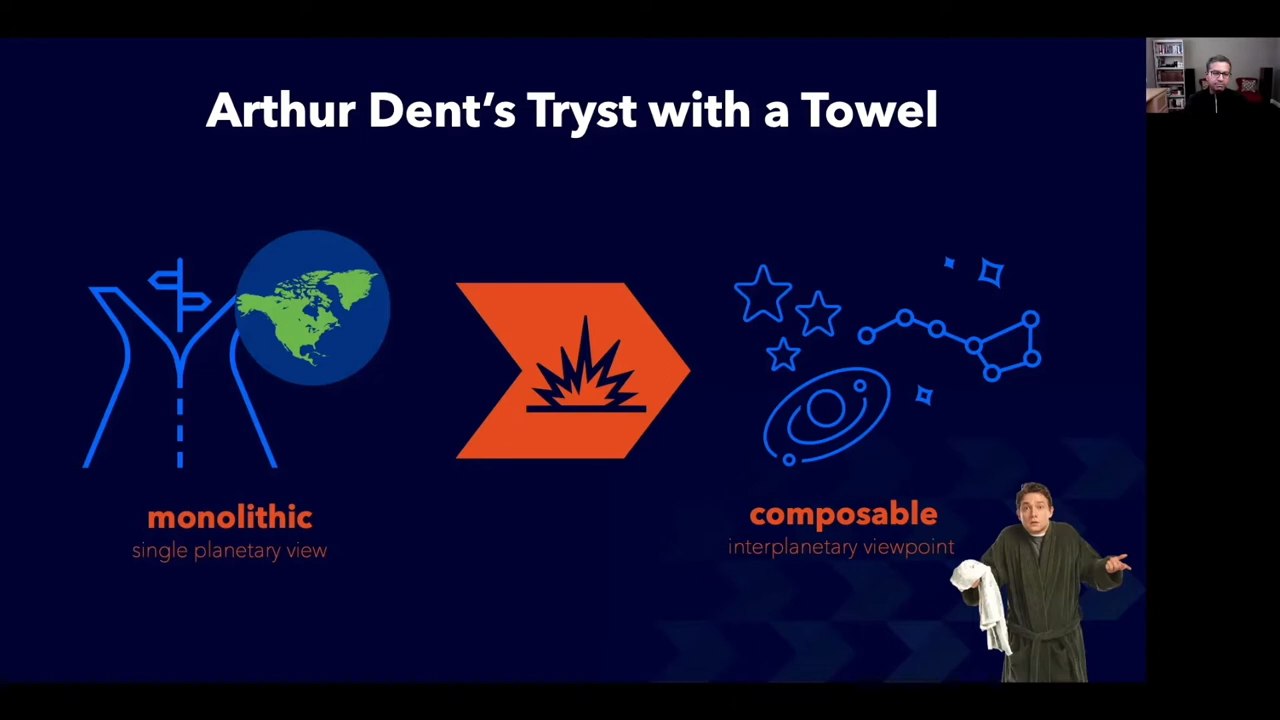 Arthur Dent’s Tryst with a Towel
monolithic
single planetary view
composable
interplanetary viewpoint